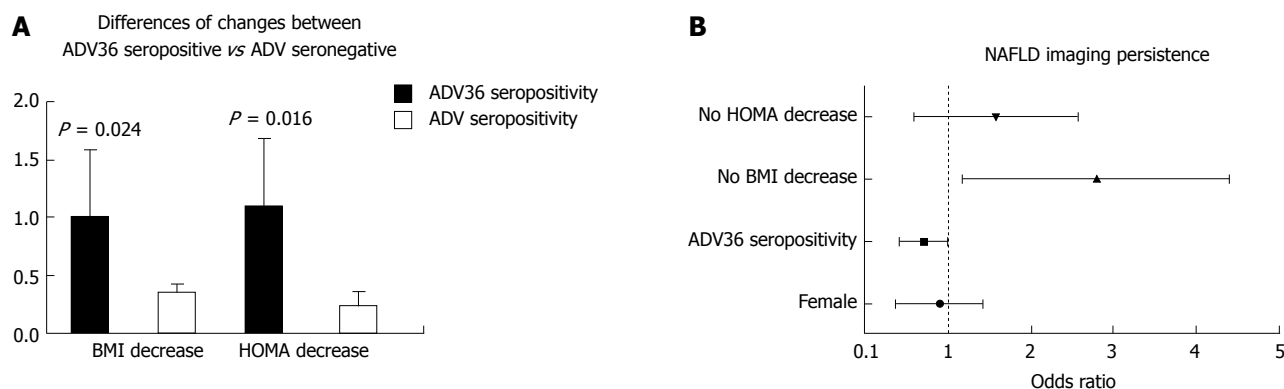 A
Differences of changes between
ADV36 seropositive vs ADV seronegative
ADV36 seropositivity
ADV seropositivity
2.0
1.5
1.0
0.5
0.0
P = 0.024
P = 0.016
BMI decrease
HOMA decrease
B
NAFLD imaging persistence
No HOMA decrease
No BMI decrease
ADV36 seropositivity
Female
0.1 1 2 3 4 5
Odds ratio